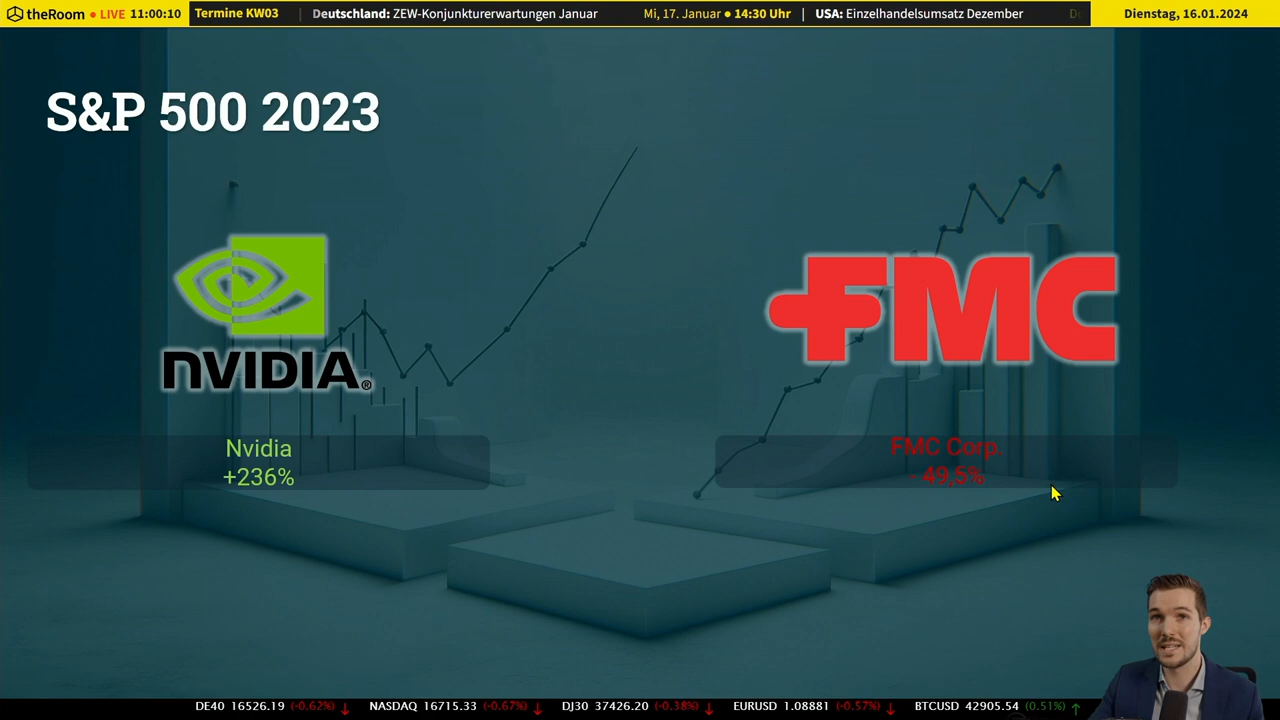 theRoom ● LIVE 11:00:10 Termine KW03 | Deutschland: ZEW-Konjunkturerwartungen Januar Mi, 17. Januar ● 14:30 Uhr | USA: Einzelhandelsumsatz Dezember Dienstag, 16.01.2024
S&P 500 2023
NVIDIA®
FMC
Nvidia
+236%
FMC Corp.
- 49,5%
DE40 16526.19 (-0.62%) ↓ NASDAQ 16715.33 (-0.67%) ↓ DJ30 37426.20 (-0.38%) ↓ EURUSD 1.08881 (-0.57%) ↓ BTCUSD 42905.54 (0.51%) ↑